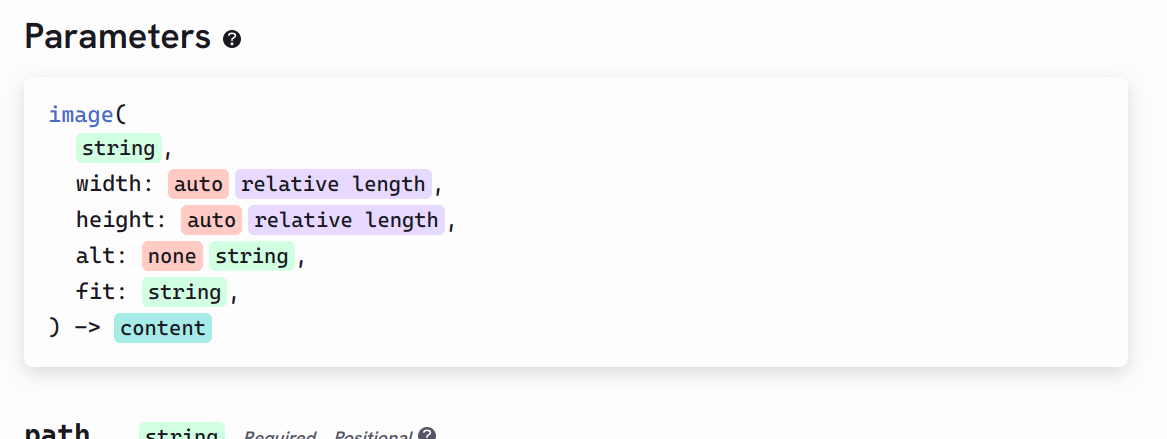 Parameters ?
image(
string,
width: auto relative length,
height: auto relative length,
alt: none string,
fit: string,
) -> content
path string Required Positional ?